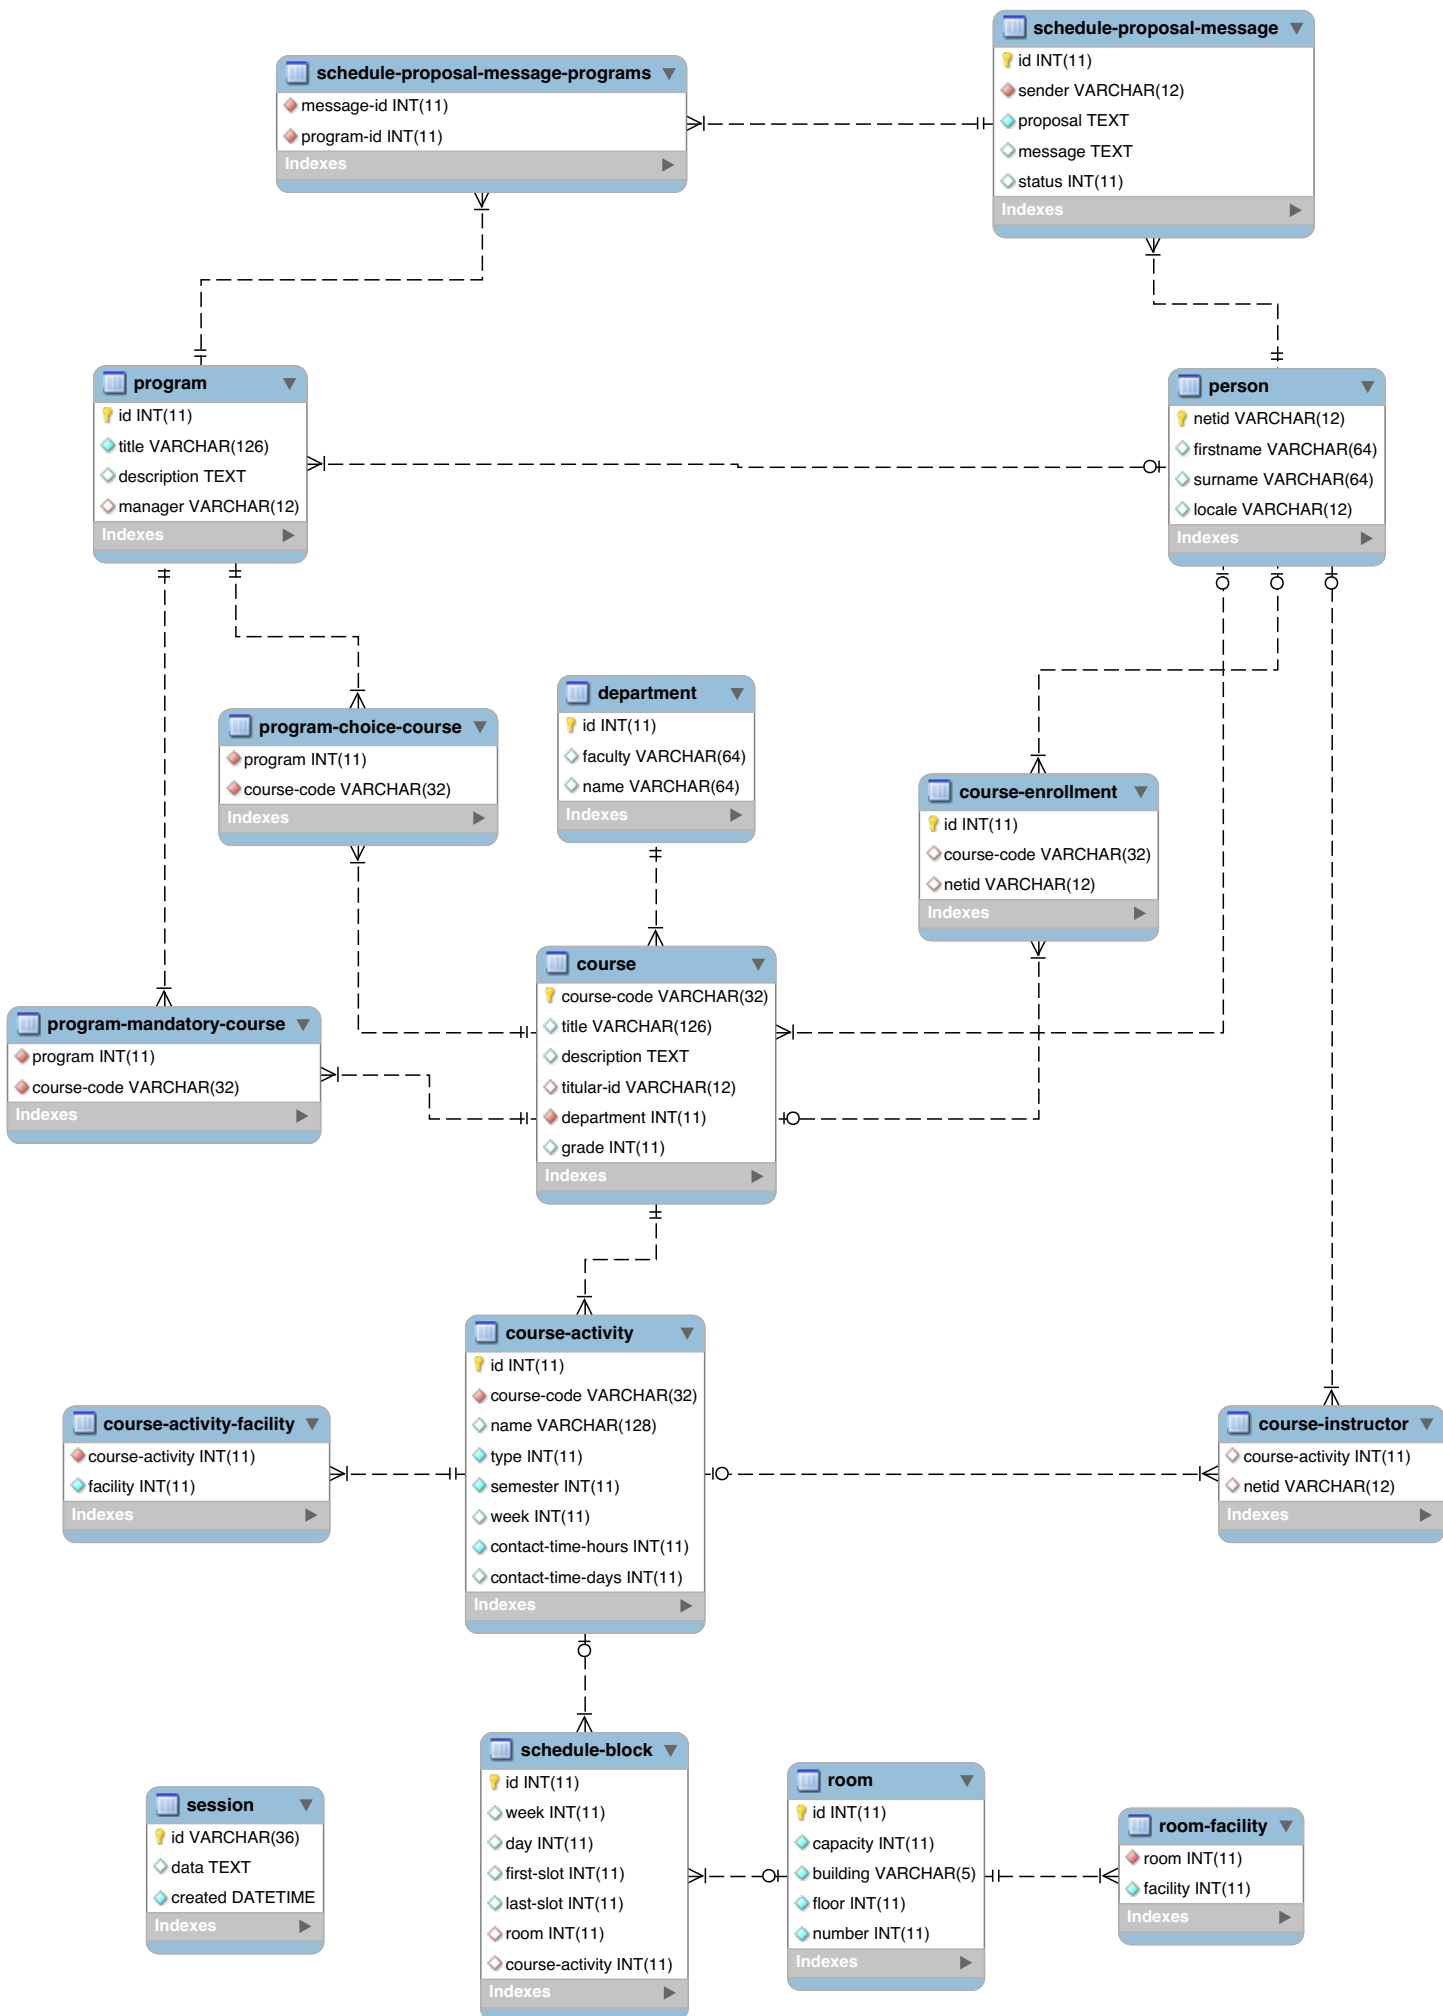 schedule-proposal-message
id INT(11)
sender VARCHAR(12)
proposal TEXT
message TEXT
status INT(11)
Indexes
schedule-proposal-message-programs
message-id INT(11)
program-id INT(11)
Indexes
program
id INT(11)
title VARCHAR(126)
description TEXT
manager VARCHAR(12)
Indexes
person
netid VARCHAR(12)
firstname VARCHAR(64)
surname VARCHAR(64)
locale VARCHAR(12)
Indexes
program-choice-course
program INT(11)
course-code VARCHAR(32)
Indexes
department
id INT(11)
faculty VARCHAR(64)
name VARCHAR(64)
Indexes
course-enrollment
id INT(11)
course-code VARCHAR(32)
netid VARCHAR(12)
Indexes
program-mandatory-course
program INT(11)
course-code VARCHAR(32)
Indexes
course
course-code VARCHAR(32)
title VARCHAR(126)
description TEXT
titular-id VARCHAR(12)
department INT(11)
grade INT(11)
Indexes
course-activity
id INT(11)
course-code VARCHAR(32)
name VARCHAR(128)
type INT(11)
semester INT(11)
week INT(11)
contact-time-hours INT(11)
contact-time-days INT(11)
Indexes
course-activity-facility
course-activity INT(11)
facility INT(11)
Indexes
course-instructor
course-activity INT(11)
netid VARCHAR(12)
Indexes
session
id VARCHAR(36)
data TEXT
created DATETIME
Indexes
schedule-block
id INT(11)
week INT(11)
day INT(11)
first-slot INT(11)
last-slot INT(11)
room INT(11)
course-activity INT(11)
Indexes
room
id INT(11)
capacity INT(11)
building VARCHAR(5)
floor INT(11)
number INT(11)
Indexes
room-facility
room INT(11)
facility INT(11)
Indexes